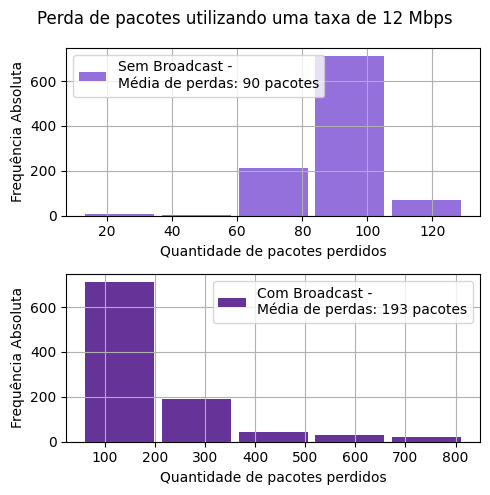 Perda de pacotes utilizando uma taxa de 12 Mbps
Sem Broadcast -
Média de perdas: 90 pacotes
Frequência Absoluta
600
400
200
0
20 40 60 80 100 120
Quantidade de pacotes perdidos
Com Broadcast -
Média de perdas: 193 pacotes
Frequência Absoluta
600
400
200
0
100 200 300 400 500 600 700 800
Quantidade de pacotes perdidos